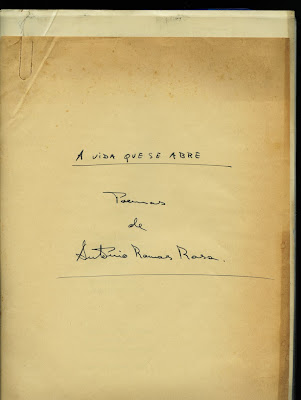 A VIDA QUE SE ABRE
Poemas
de
António Ramos Rosa.